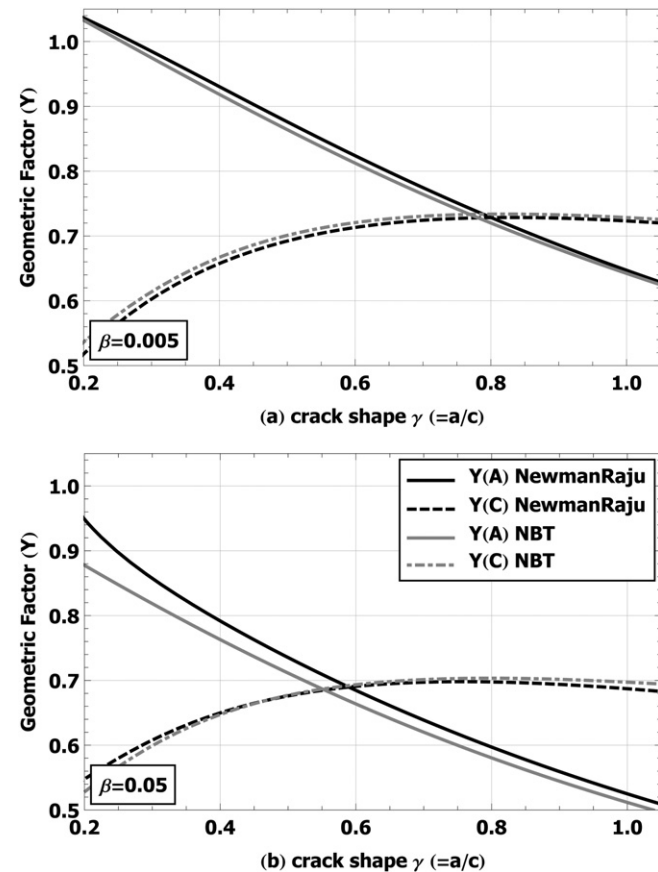 1.0
0.9
0.8
0.7
0.6
0.5
Geometric Factor (Y)
β=0.005
0.2 0.4 0.6 0.8 1.0
(a) crack shape γ (=a/c)
1.0
0.9
0.8
0.7
0.6
0.5
Geometric Factor (Y)
Y(A) NewmanRaju
Y(C) NewmanRaju
Y(A) NBT
Y(C) NBT
β=0.05
0.2 0.4 0.6 0.8 1.0
(b) crack shape γ (=a/c)